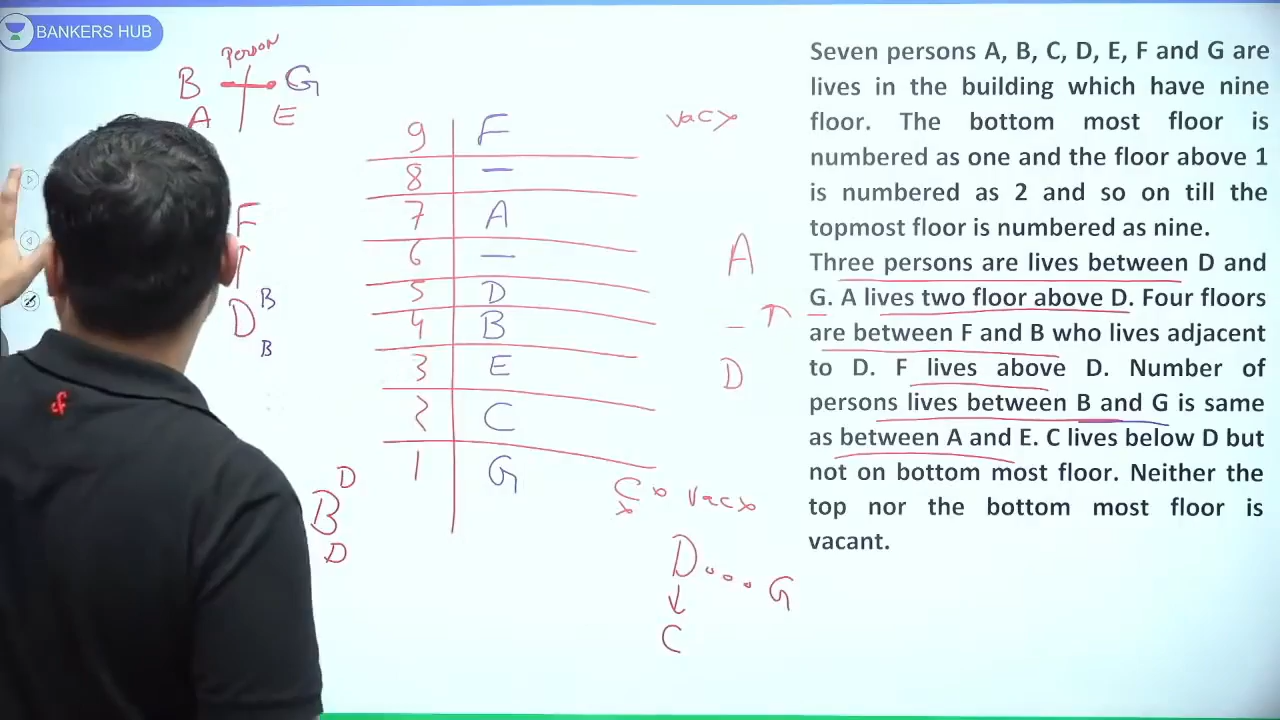 BANKERS HUB
Person
B G
A E
F
D B
B
D
B
D
9 F
8 —
7 A
6 —
5 D
4 B
3 E
2 C
1 G
vac x
A
_
D
C x vac x
x
D . . . G
C
Seven persons A, B, C, D, E, F and G are
lives in the building which have nine
floor. The bottom most floor is
numbered as one and the floor above 1
is numbered as 2 and so on till the
topmost floor is numbered as nine.
Three persons are lives between D and
G. A lives two floor above D. Four floors
are between F and B who lives adjacent
to D. F lives above D. Number of
persons lives between B and G is same
as between A and E. C lives below D but
not on bottom most floor. Neither the
top nor the bottom most floor is
vacant.